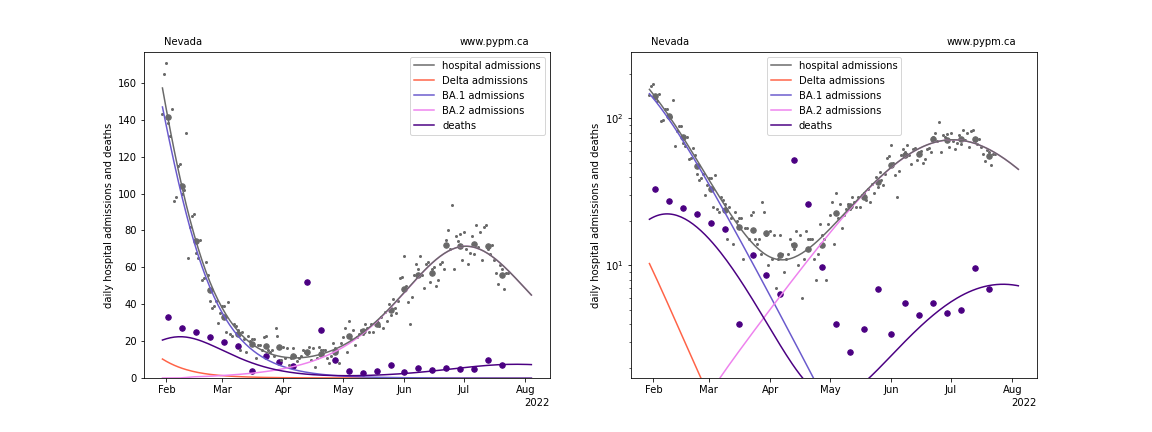 Nevada
www.pypm.ca
daily hospital admissions and deaths
160
140
120
100
80
60
40
20
0
hospital admissions
Delta admissions
BA.1 admissions
BA.2 admissions
deaths
Feb Mar Apr May Jun Jul Aug
2022
Nevada
www.pypm.ca
daily hospital admissions and deaths
10²
10¹
hospital admissions
Delta admissions
BA.1 admissions
BA.2 admissions
deaths
Feb Mar Apr May Jun Jul Aug
2022